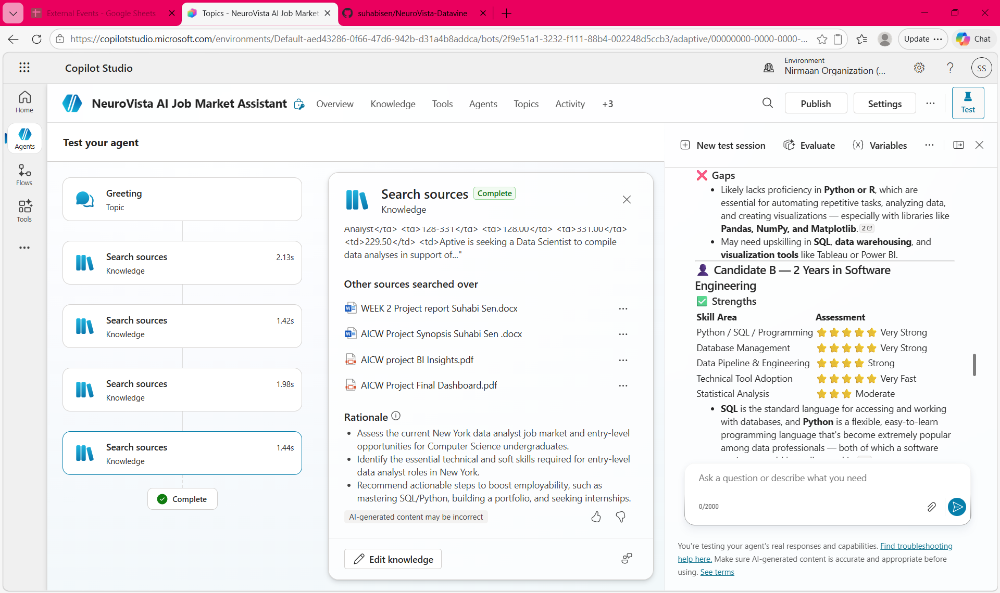 External Events - Google Sheets
Topics - NeuroVista AI Job Market
suhabisen/NeuroVista-Datavine
https://copilotstudio.microsoft.com/environments/Default-aed43286-0f66-47d6-942b-d31a4b8addca/bots/2f9e51a1-3232-f111-88b4-002248d5ccb3/adaptive/00000000-0000-0000-...
Update
Chat
Copilot Studio
Environment
Nirmaan Organization (...
SS
Home
Agents
Flows
Tools
NeuroVista AI Job Market Assistant
Overview
Knowledge
Tools
Agents
Topics
Activity
+3
Publish
Settings
Test
Test your agent
New test session
Evaluate
Variables
Greeting
Topic
Search sources
2.13s
Knowledge
Search sources
1.42s
Knowledge
Search sources
1.98s
Knowledge
Search sources
1.44s
Knowledge
Complete
Search sources
Complete
Knowledge
Analyst</td> <td>128-331</td> <td>128.00</td> <td>331.00</td>
<td>229.50</td> <td>Aptive is seeking a Data Scientist to compile
data analyses in support of..."
Other sources searched over
WEEK 2 Project report Suhabi Sen.docx
AICW Project Synopsis Suhabi Sen .docx
AICW project BI Insights.pdf
AICW Project Final Dashboard.pdf
Rationale
• Assess the current New York data analyst job market and entry-level
opportunities for Computer Science undergraduates.
• Identify the essential technical and soft skills required for entry-level
data analyst roles in New York.
• Recommend actionable steps to boost employability, such as
mastering SQL/Python, building a portfolio, and seeking internships.
AI-generated content may be incorrect
Edit knowledge
❌ Gaps
• Likely lacks proficiency in Python or R, which are
essential for automating repetitive tasks, analyzing data,
and creating visualizations — especially with libraries like
Pandas, NumPy, and Matplotlib. 2
• May need upskilling in SQL, data warehousing, and
visualization tools like Tableau or Power BI.
👤 Candidate B — 2 Years in Software
Engineering
✅ Strengths
Skill Area Assessment
Python / SQL / Programming ⭐⭐⭐⭐⭐ Very Strong
Database Management ⭐⭐⭐⭐⭐ Very Strong
Data Pipeline & Engineering ⭐⭐⭐⭐ Strong
Technical Tool Adoption ⭐⭐⭐⭐⭐ Very Fast
Statistical Analysis ⭐⭐⭐ Moderate
• SQL is the standard language for accessing and working
with databases, and Python is a flexible, easy-to-learn
programming language that's become extremely popular
among data professionals — both of which a software
Ask a question or describe what you need
0/2000
You're testing your agent's real responses and capabilities. Find troubleshooting
help here. Make sure AI-generated content is accurate and appropriate before
using. See terms